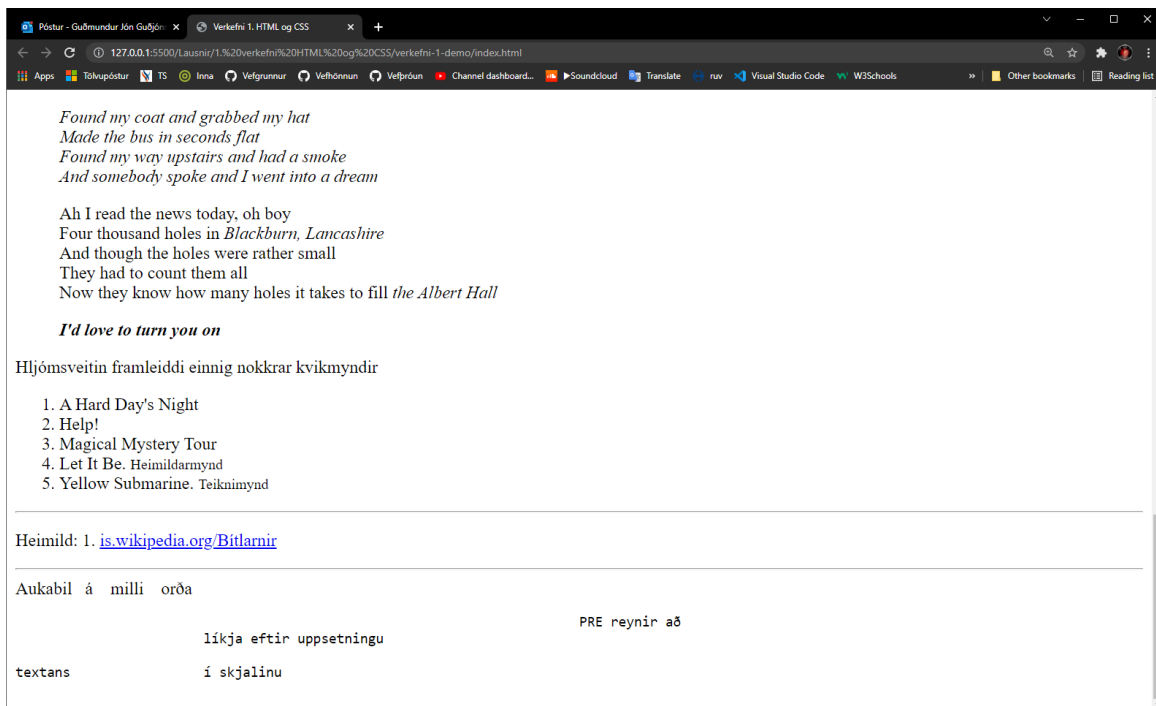 Póstur - Guðmundur Jón Guðjón
Verkefni 1. HTML og CSS
127.0.0.1:5500/Lausnir/1.%20verkefni%20HTML%20og%20CSS/verkefni-1-demo/index.html
Apps Tölvupóstur TS Inna Vefgrunnur Vefhönnun Vefþróun Channel dashboard... ►Soundcloud Translate ruv Visual Studio Code W3Schools » Other bookmarks Reading list
Found my coat and grabbed my hat
Made the bus in seconds flat
Found my way upstairs and had a smoke
And somebody spoke and I went into a dream
Ah I read the news today, oh boy
Four thousand holes in Blackburn, Lancashire
And though the holes were rather small
They had to count them all
Now they know how many holes it takes to fill the Albert Hall
I'd love to turn you on
Hljómsveitin framleiddi einnig nokkrar kvikmyndir
1. A Hard Day's Night
2. Help!
3. Magical Mystery Tour
4. Let It Be. Heimildarmynd
5. Yellow Submarine. Teiknimynd
Heimild: 1. is.wikipedia.org/Bítlarnir
Aukabil á milli orða
PRE reynir að
líkja eftir uppsetningu
textans í skjalinu